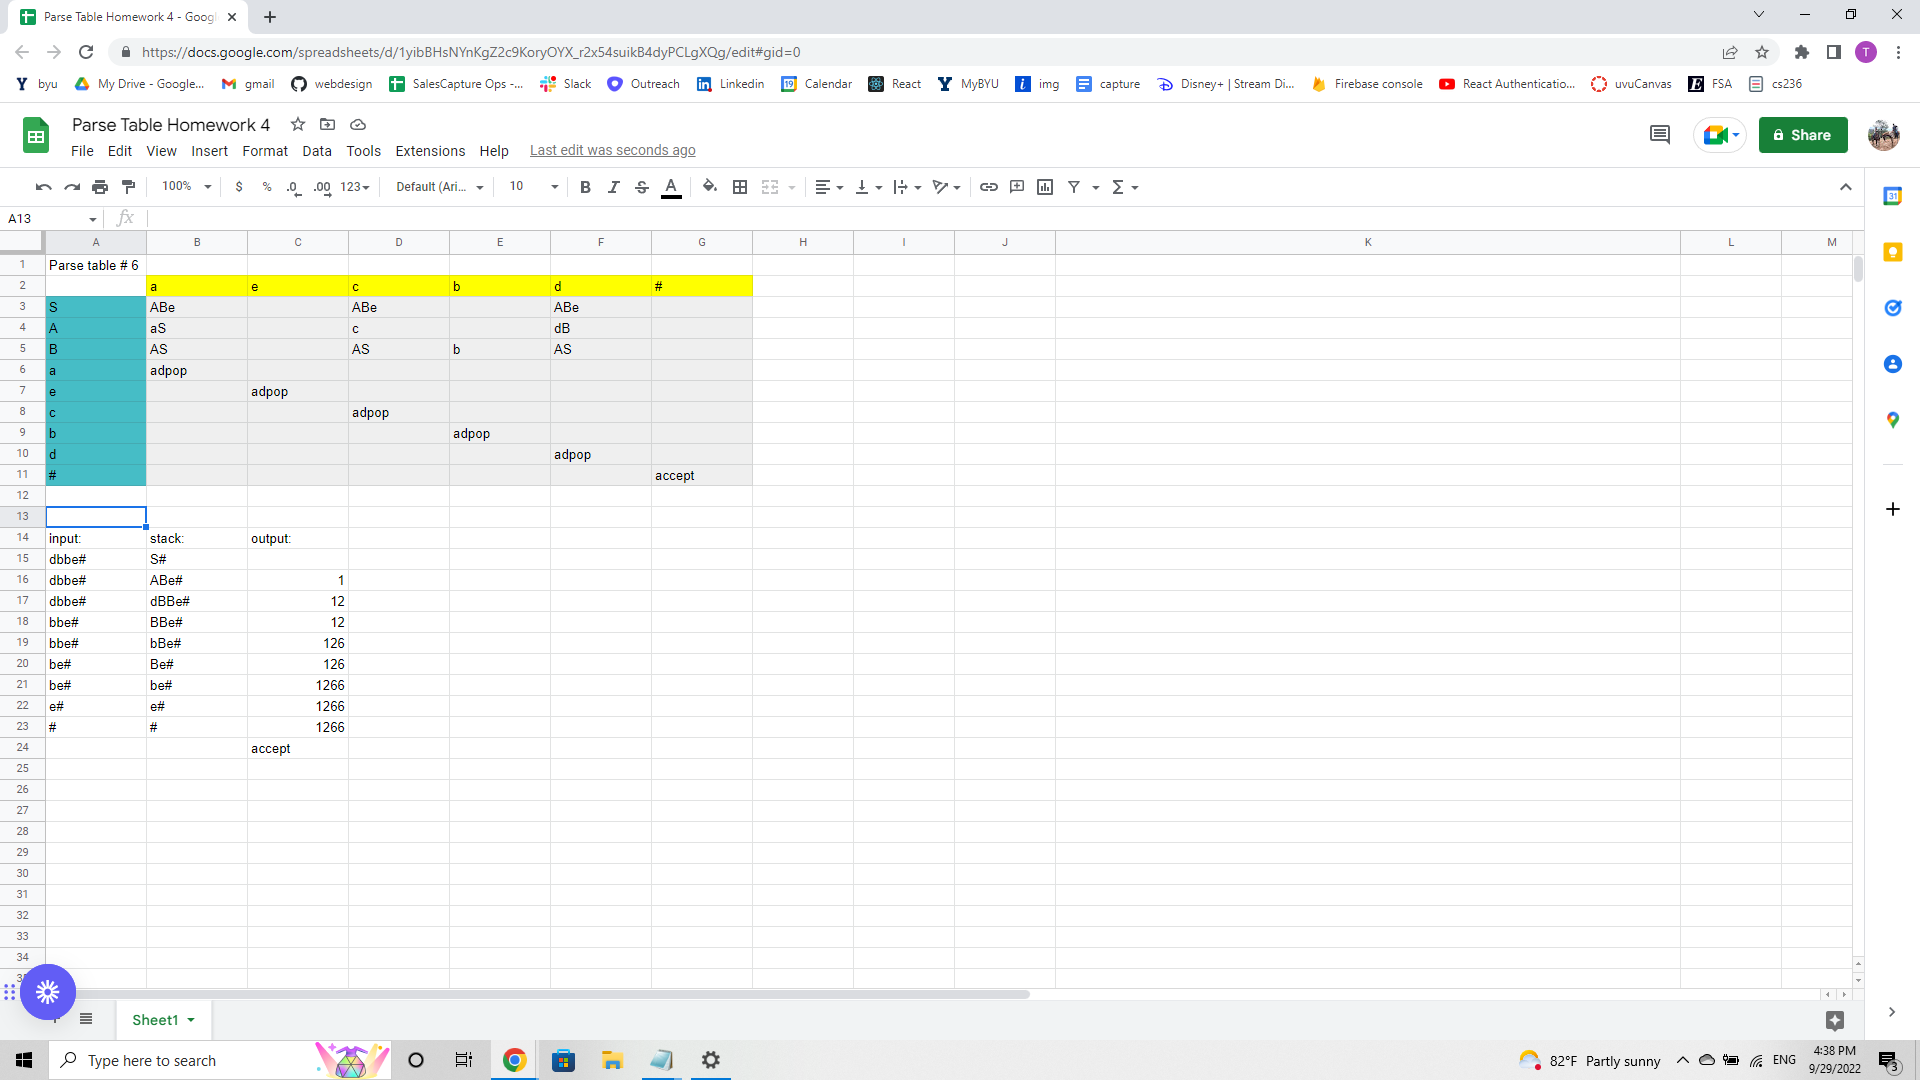 Parse Table Homework 4 - Goog
https://docs.google.com/spreadsheets/d/1yibBHsNYnKgZ2c9KoryOYX_r2x54suikB4dyPCLgXQg/edit#gid=0
T
byu My Drive - Google... gmail webdesign SalesCapture Ops -... Slack Outreach Linkedin Calendar React MyBYU img capture Disney+ | Stream Di... Firebase console React Authenticatio... uvuCanvas FSA cs236
Parse Table Homework 4
Share
File Edit View Insert Format Data Tools Extensions Help Last edit was seconds ago
100% $ % .0 .00 123 Default (Ari... 10 B I S A
A13 fx
A B C D E F G H I J K L M
1 Parse table # 6
2 a e c b d #
3 S ABe ABe ABe
4 A aS c dB
5 B AS AS b AS
6 a adpop
7 e adpop
8 c adpop
9 b adpop
10 d adpop
11 # accept
12
13
14 input: stack: output:
15 dbbe# S#
16 dbbe# ABe# 1
17 dbbe# dBBe# 12
18 bbe# BBe# 12
19 bbe# bBe# 126
20 be# Be# 126
21 be# be# 1266
22 e# e# 1266
23 # # 1266
24 accept
25
26
27
28
29
30
31
32
33
34
Sheet1
Type here to search
82°F Partly sunny ENG
4:38 PM
9/29/2022
3